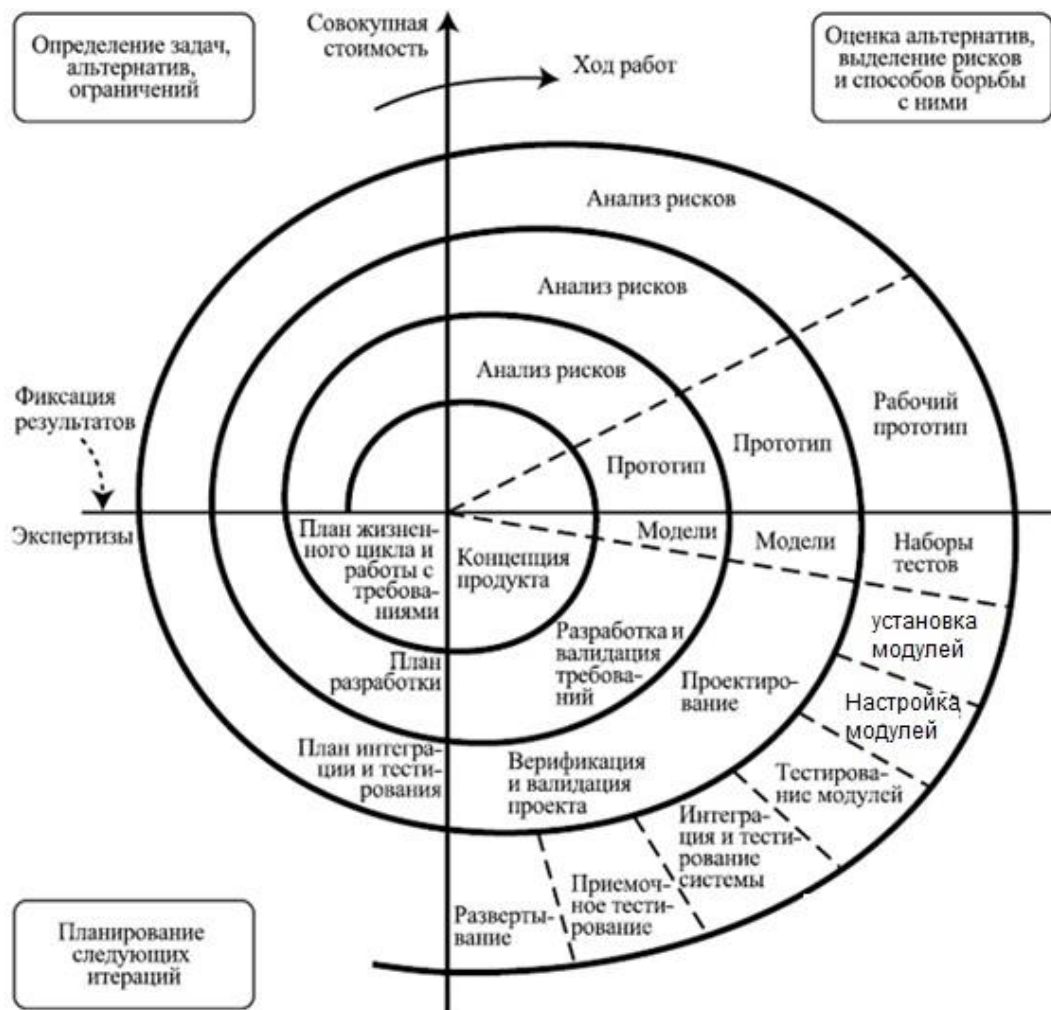 Определение задач,
альтернатив,
ограничений
Совокупная
стоимость
Ход работ
Оценка альтернатив,
выделение рисков
и способов борьбы
с ними
Анализ рисков
Анализ рисков
Анализ рисков
Фиксация
результатов
Рабочий
прототип
Прототип
Прототип
Экспертизы
План жизнен-
ного цикла и
работы с
требова-
ниями
Концепция
продукта
Модели
Модели
Наборы
тестов
установка
модулей
Разработка и
валидация
требова-
ний
План
разработки
Проектиро-
вание
Настройка
модулей
План интегра-
ции и тести-
рования
Верификация
и валидация
проекта
Тестирова-
ние модулей
Интегра-
ция и тести-
рование
системы
Приемоч-
ное тести-
рование
Разверты-
вание
Планирование
следующих
итераций